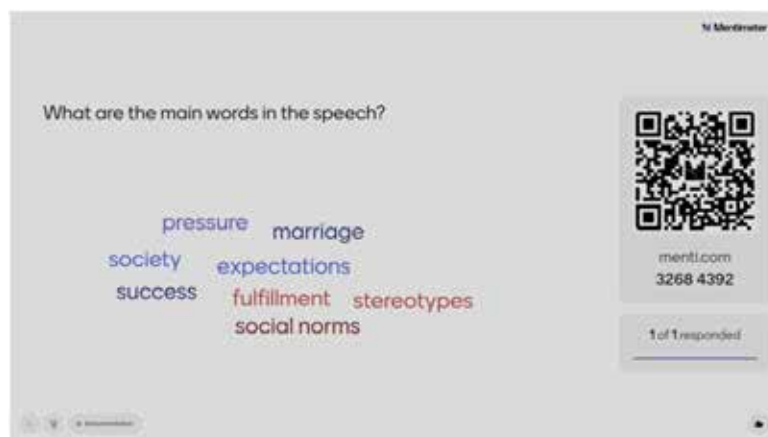 Mentimeter
What are the main words in the speech?
pressure
marriage
society
expectations
success
fulfillment
stereotypes
social norms
menti.com
3268 4392
1 of 1 responded